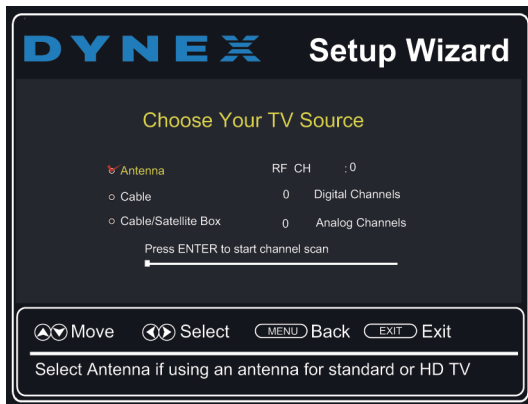 DYNEX Setup Wizard
Choose Your TV Source
Antenna RF CH : 0
Cable 0 Digital Channels
Cable/Satellite Box 0 Analog Channels
Press ENTER to start channel scan
Move Select MENU Back EXIT Exit
Select Antenna if using an antenna for standard or HD TV